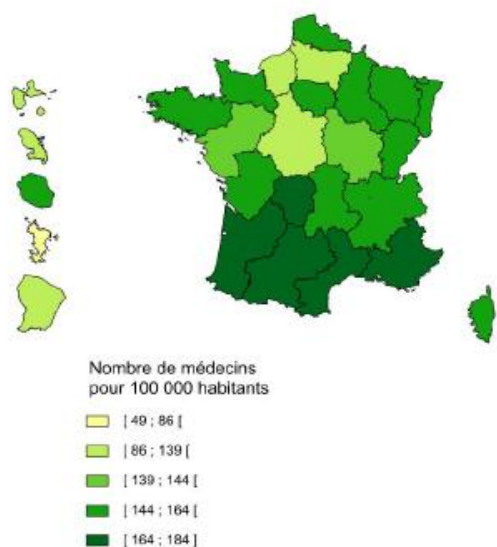 Nombre de médecins
pour 100 000 habitants
[ 49 ; 86 [
[ 86 ; 139 [
[ 139 ; 144 [
[ 144 ; 164 [
[ 164 ; 184 ]